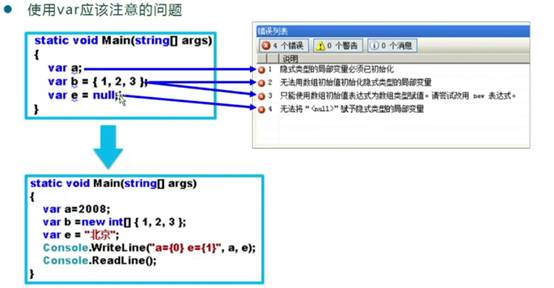 使用var应该注意的问题
static void Main(string[] args)
{
var a;
var b = { 1, 2, 3 };
var e = null;
}
错误列表
4 个错误
0 个警告
0 个消息
说明
1 隐式类型的局部变量必须已初始化
2 无法用数组初始值初始化隐式类型的局部变量
3 只能使用数组初始值表达式为数组类型赋值。请尝试改用 new 表达式。
4 无法将“<null>”赋予隐式类型的局部变量
static void Main(string[] args)
{
var a=2008;
var b =new int[] { 1, 2, 3 };
var e = "北京";
Console.WriteLine("a={0} e={1}", a, e);
Console.ReadLine();
}